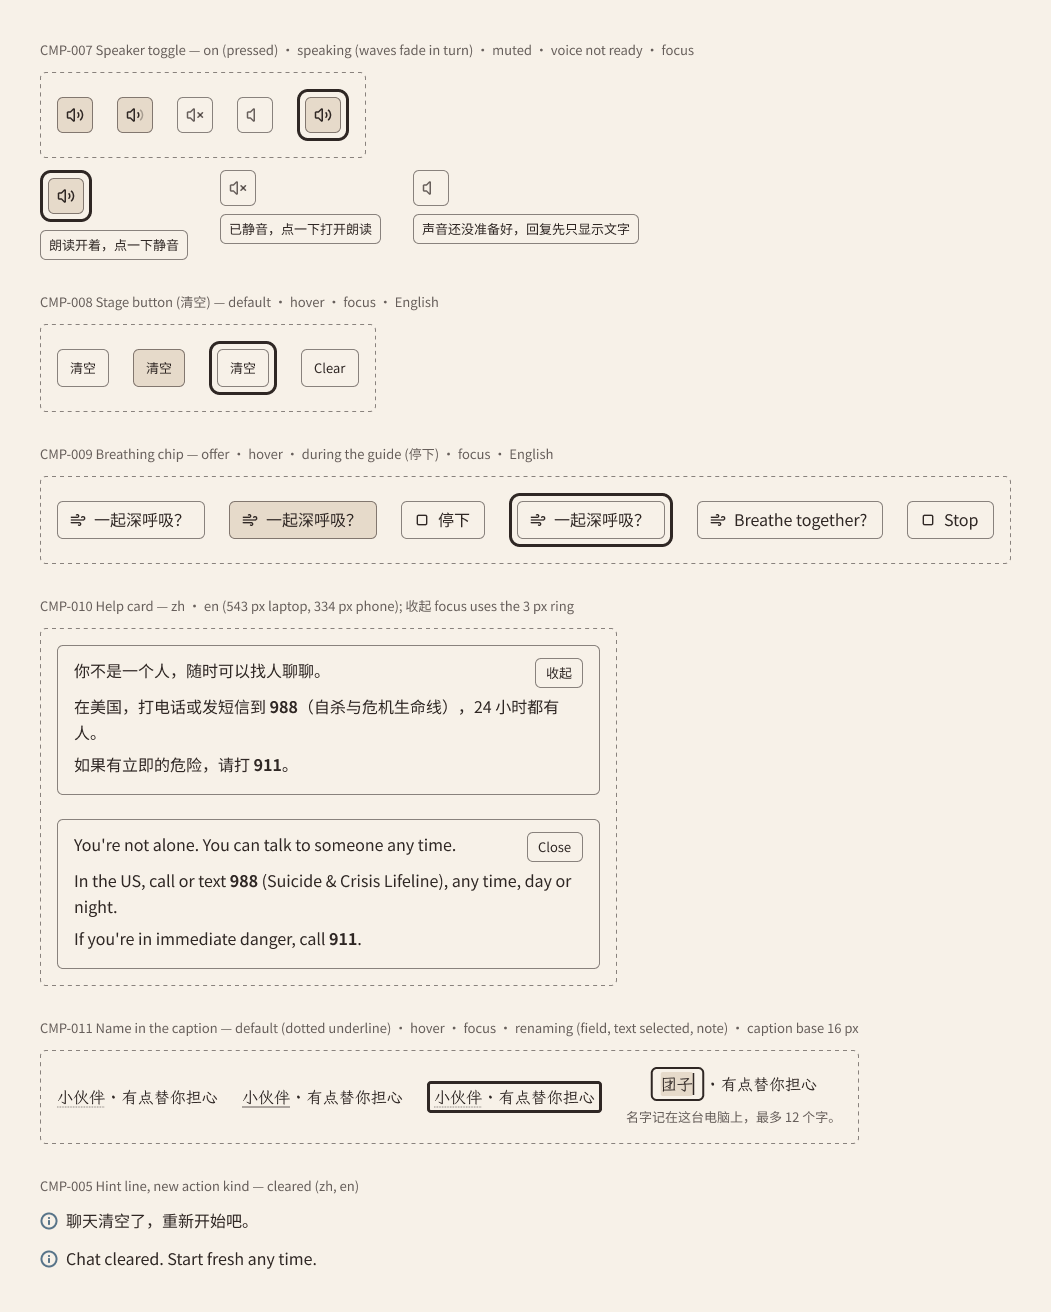 CMP-007 Speaker toggle — on (pressed) · speaking (waves fade in turn) · muted · voice not ready · focus
朗读开着，点一下静音
已静音，点一下打开朗读
声音还没准备好，回复先只显示文字
CMP-008 Stage button (清空) — default · hover · focus · English
清空 清空 清空 Clear
CMP-009 Breathing chip — offer · hover · during the guide (停下) · focus · English
一起深呼吸？ 一起深呼吸？ 停下 一起深呼吸？ Breathe together? Stop
CMP-010 Help card — zh · en (543 px laptop, 334 px phone); 收起 focus uses the 3 px ring
你不是一个人，随时可以找人聊聊。 收起
在美国，打电话或发短信到 988（自杀与危机生命线），24 小时都有
人。
如果有立即的危险，请打 911。
You're not alone. You can talk to someone any time. Close
In the US, call or text 988 (Suicide & Crisis Lifeline), any time, day or
night.
If you're in immediate danger, call 911.
CMP-011 Name in the caption — default (dotted underline) · hover · focus · renaming (field, text selected, note) · caption base 16 px
小伙伴 · 有点替你担心 小伙伴 · 有点替你担心 小伙伴 · 有点替你担心 团子 · 有点替你担心
名字记在这台电脑上，最多 12 个字。
CMP-005 Hint line, new action kind — cleared (zh, en)
聊天清空了，重新开始吧。
Chat cleared. Start fresh any time.